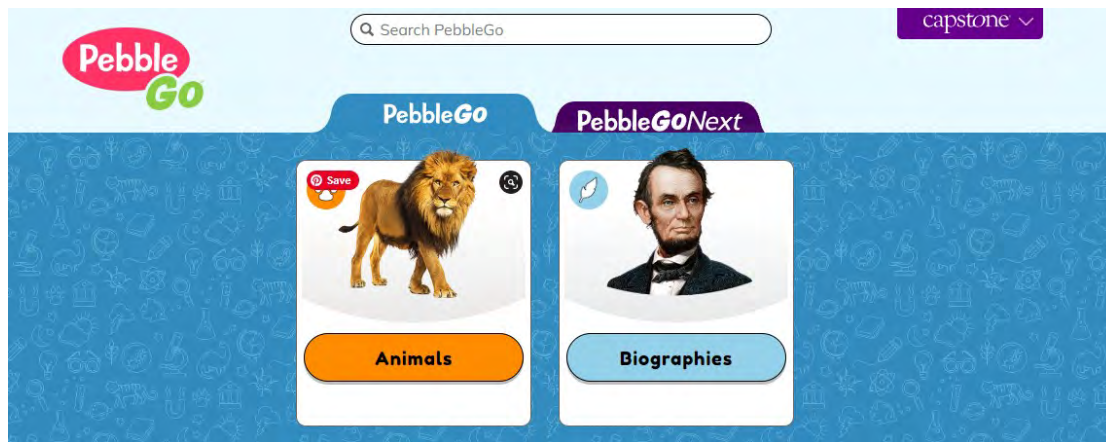 Search PebbleGo
capstone
Pebble
GO
PebbleGO
PebbleGONext
Save
Animals
Biographies